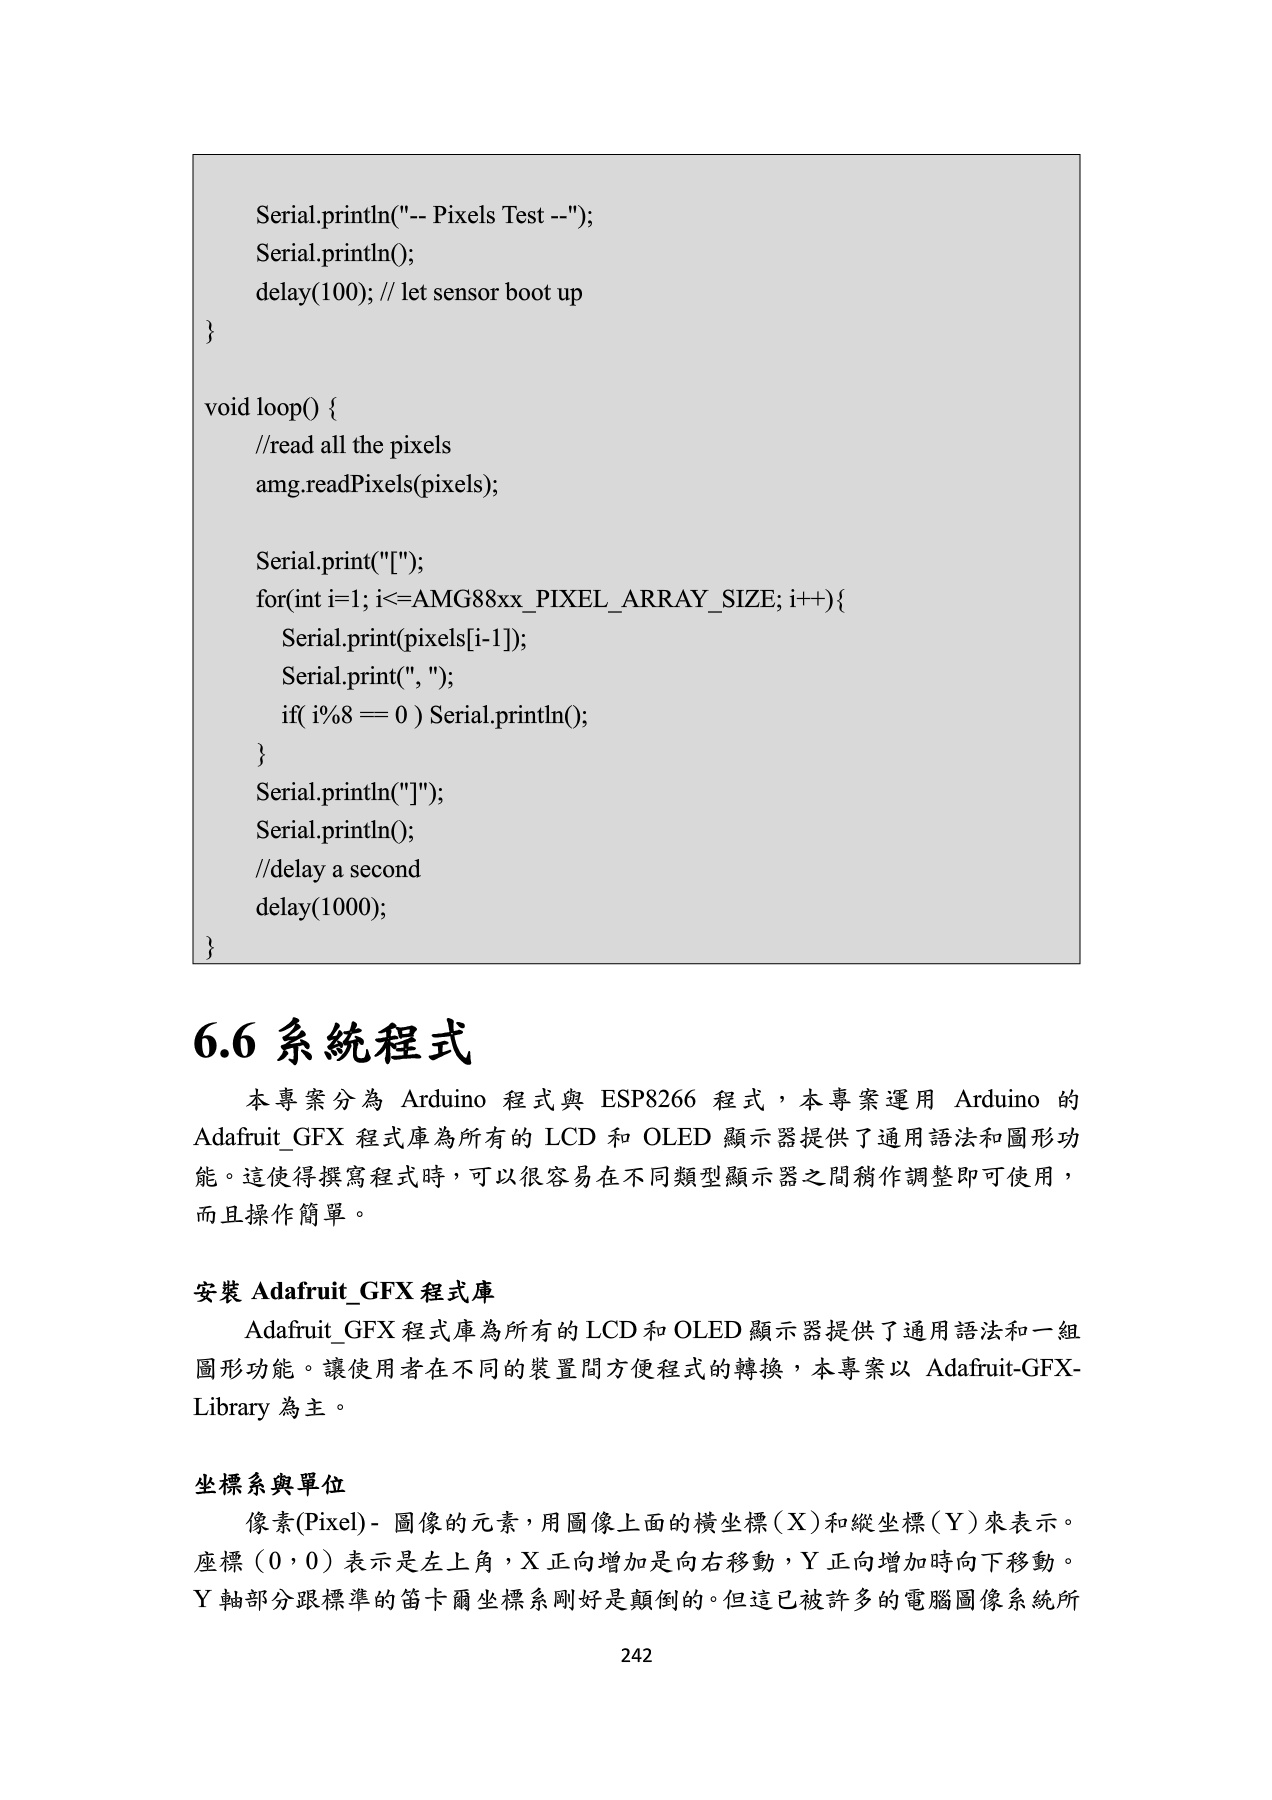 Serial.println("-- Pixels Test --");
Serial.println();
delay(100); // let sensor boot up
}
void loop() {
//read all the pixels
amg.readPixels(pixels);
Serial.print("[");
for(int i=1; i<=AMG88xx_PIXEL_ARRAY_SIZE; i++){
Serial.print(pixels[i-1]);
Serial.print(", ");
if( i%8 == 0 ) Serial.println();
}
Serial.println("]");
Serial.println();
//delay a second
delay(1000);
}
6.6 系統程式
本專案分為 Arduino 程式與 ESP8266 程式，本專案運用 Arduino 的
Adafruit_GFX 程式庫為所有的 LCD 和 OLED 顯示器提供了通用語法和圖形功
能。這使得撰寫程式時，可以很容易在不同類型顯示器之間稍作調整即可使用，
而且操作簡單。
安裝 Adafruit_GFX 程式庫
Adafruit_GFX 程式庫為所有的 LCD 和 OLED 顯示器提供了通用語法和一組
圖形功能。讓使用者在不同的裝置間方便程式的轉換，本專案以 Adafruit-GFX-
Library 為主。
坐標系與單位
像素(Pixel) - 圖像的元素，用圖像上面的橫坐標（X）和縱坐標（Y）來表示。
座標（0，0）表示是左上角，X 正向增加是向右移動，Y 正向增加時向下移動。
Y 軸部分跟標準的笛卡爾坐標系剛好是顛倒的。但這已被許多的電腦圖像系統所
242